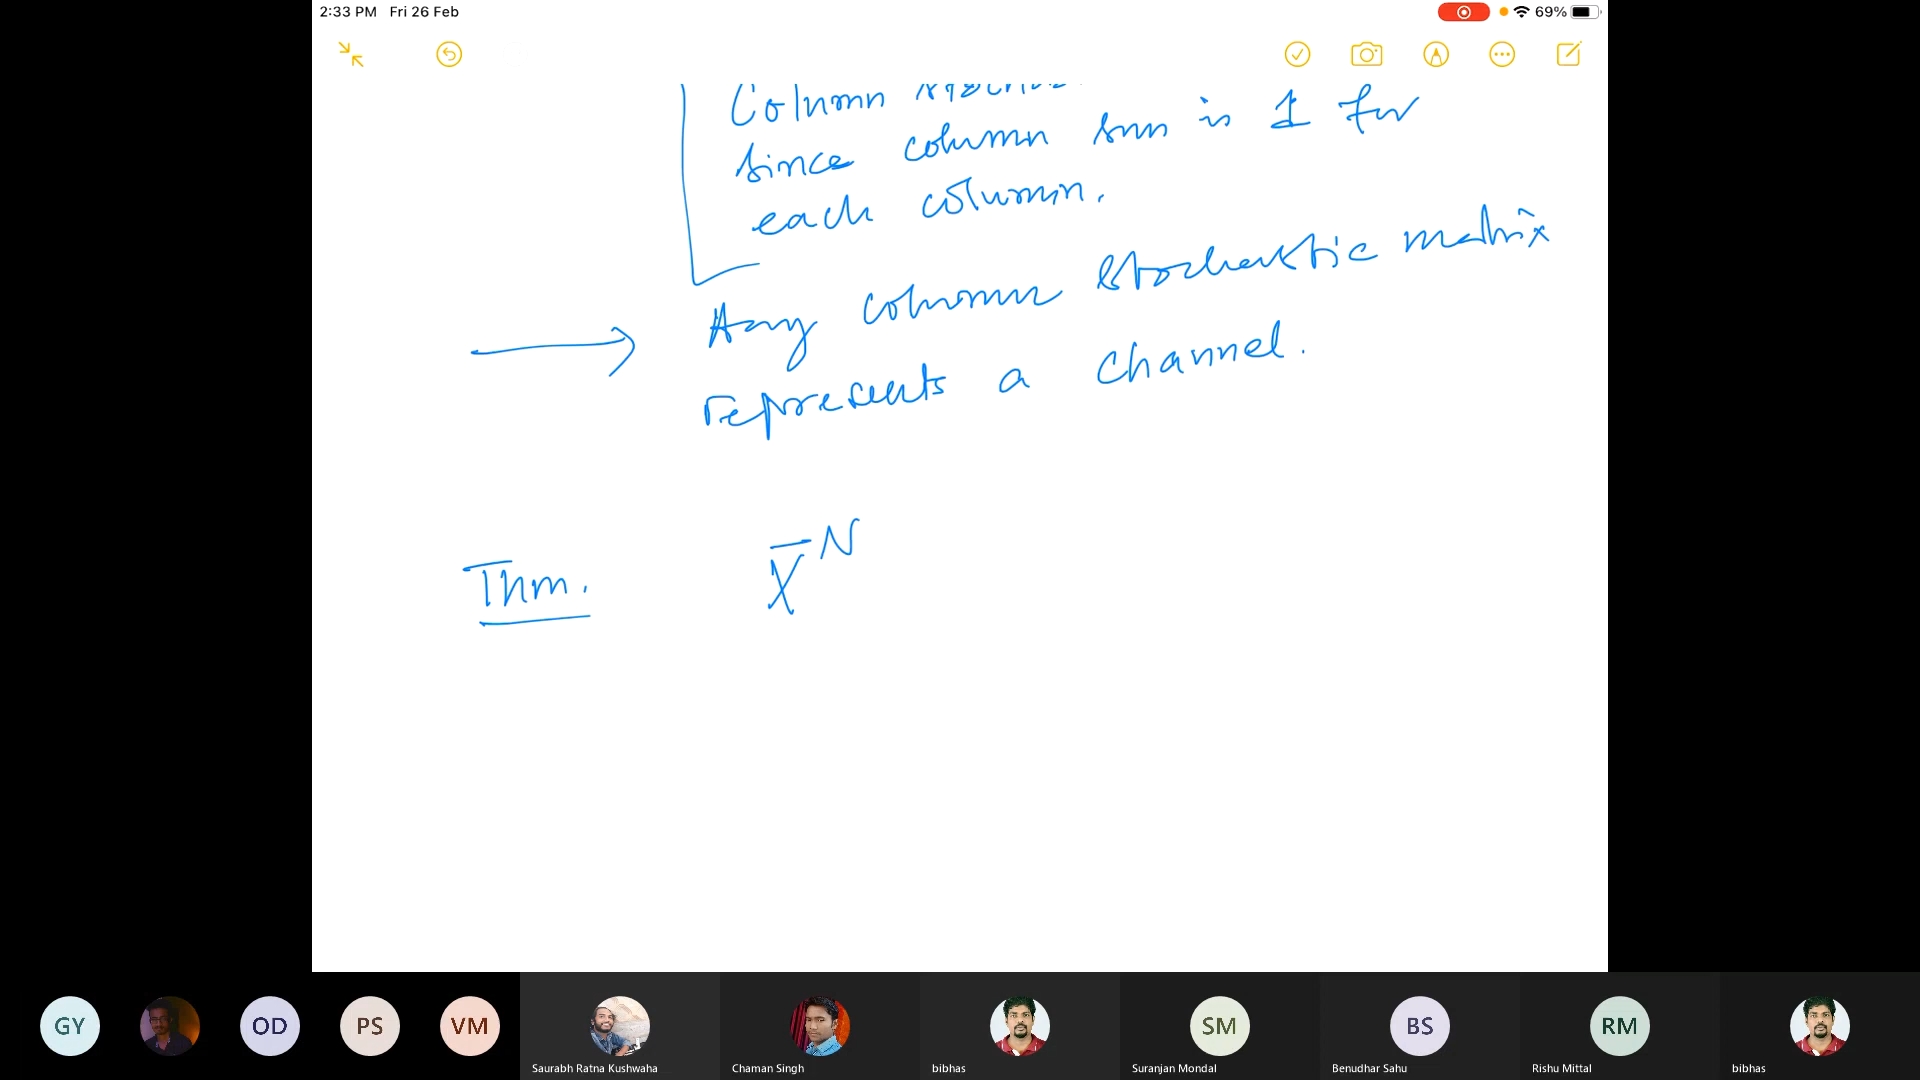 2:33 PM Fri 26 Feb
69%
Column
since column sum is 1 for
each column.
Any column stochastic matrix
represents a channel.
Thm. X̅ᴺ
GY
OD
PS
VM
SM
BS
RM
Saurabh Ratna Kushwaha
Chaman Singh
bibhas
Suranjan Mondal
Benudhar Sahu
Rishu Mittal
bibhas